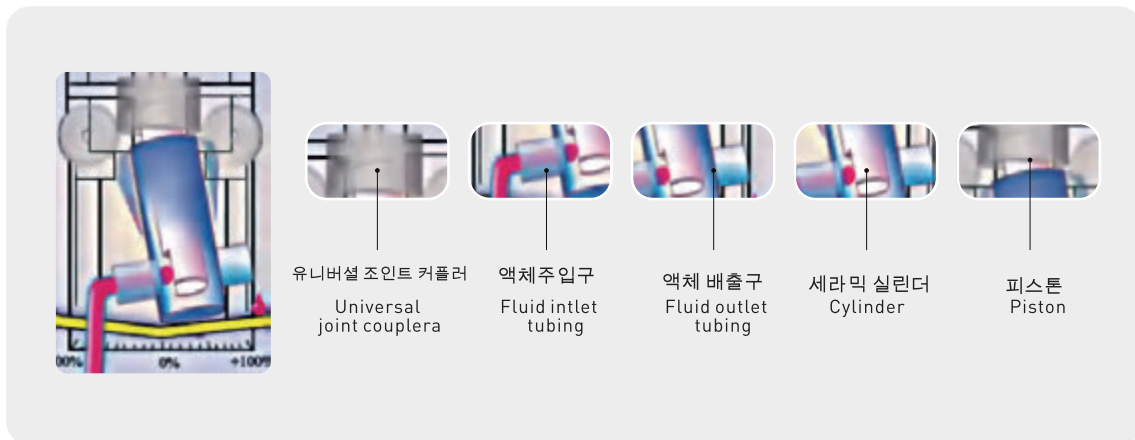 00%
0%
+100%
유니버셜 조인트 커플러
Universal
joint couplera
액체주입구
Fluid intlet
tubing
액체 배출구
Fluid outlet
tubing
세라믹 실린더
Cylinder
피스톤
Piston